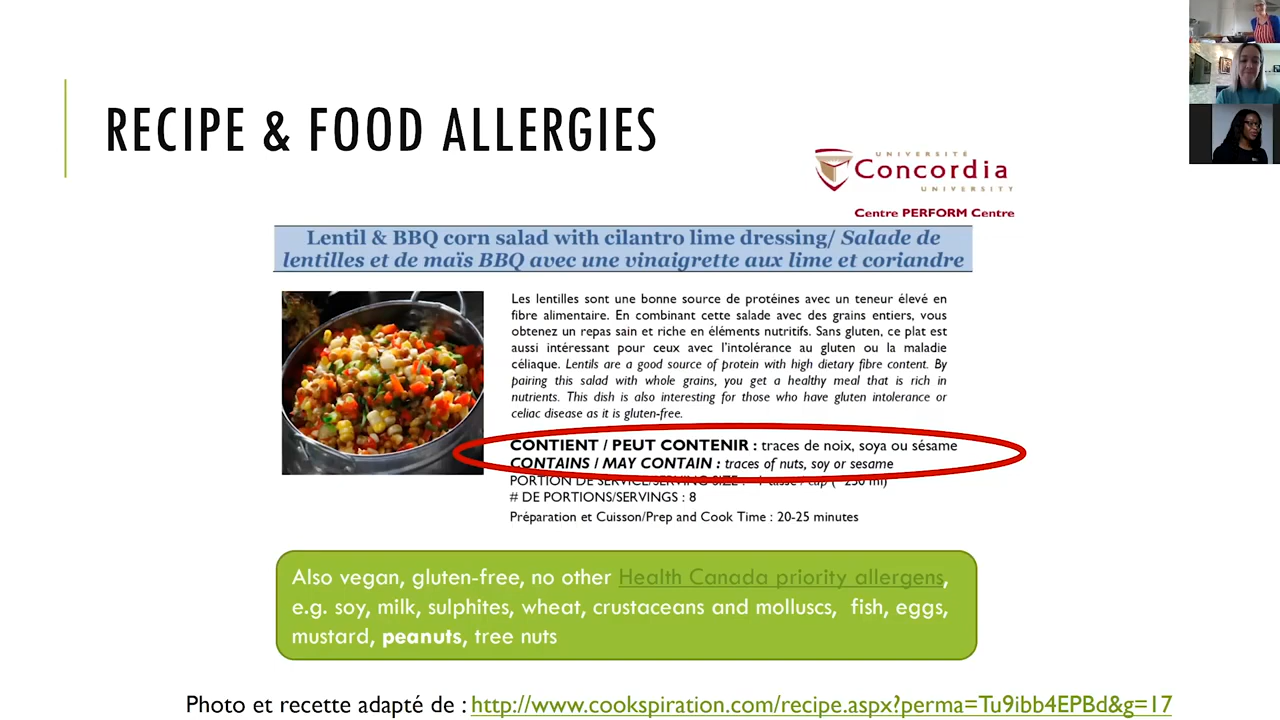 RECIPE & FOOD ALLERGIES
UNIVERSITÉ
Concordia
UNIVERSITY
Centre PERFORM Centre
Lentil & BBQ corn salad with cilantro lime dressing/ Salade de
lentilles et de maïs BBQ avec une vinaigrette aux lime et coriandre
Les lentilles sont une bonne source de protéines avec un teneur élevé en
fibre alimentaire. En combinant cette salade avec des grains entiers, vous
obtenez un repas sain et riche en éléments nutritifs. Sans gluten, ce plat est
aussi intéressant pour ceux avec l'intolérance au gluten ou la maladie
céliaque. Lentils are a good source of protein with high dietary fibre content. By
pairing this salad with whole grains, you get a healthy meal that is rich in
nutrients. This dish is also interesting for those who have gluten intolerance or
celiac disease as it is gluten-free.
CONTIENT / PEUT CONTENIR : traces de noix, soya ou sésame
CONTAINS / MAY CONTAIN : traces of nuts, soy or sesame
PORTION DE SERVICE/SERVING SIZE : 1 tasse / cup (~250 ml)
# DE PORTIONS/SERVINGS : 8
Préparation et Cuisson/Prep and Cook Time : 20-25 minutes
Also vegan, gluten-free, no other Health Canada priority allergens,
e.g. soy, milk, sulphites, wheat, crustaceans and molluscs, fish, eggs,
mustard, peanuts, tree nuts
Photo et recette adapté de : http://www.cookspiration.com/recipe.aspx?perma=Tu9ibb4EPBd&g=17